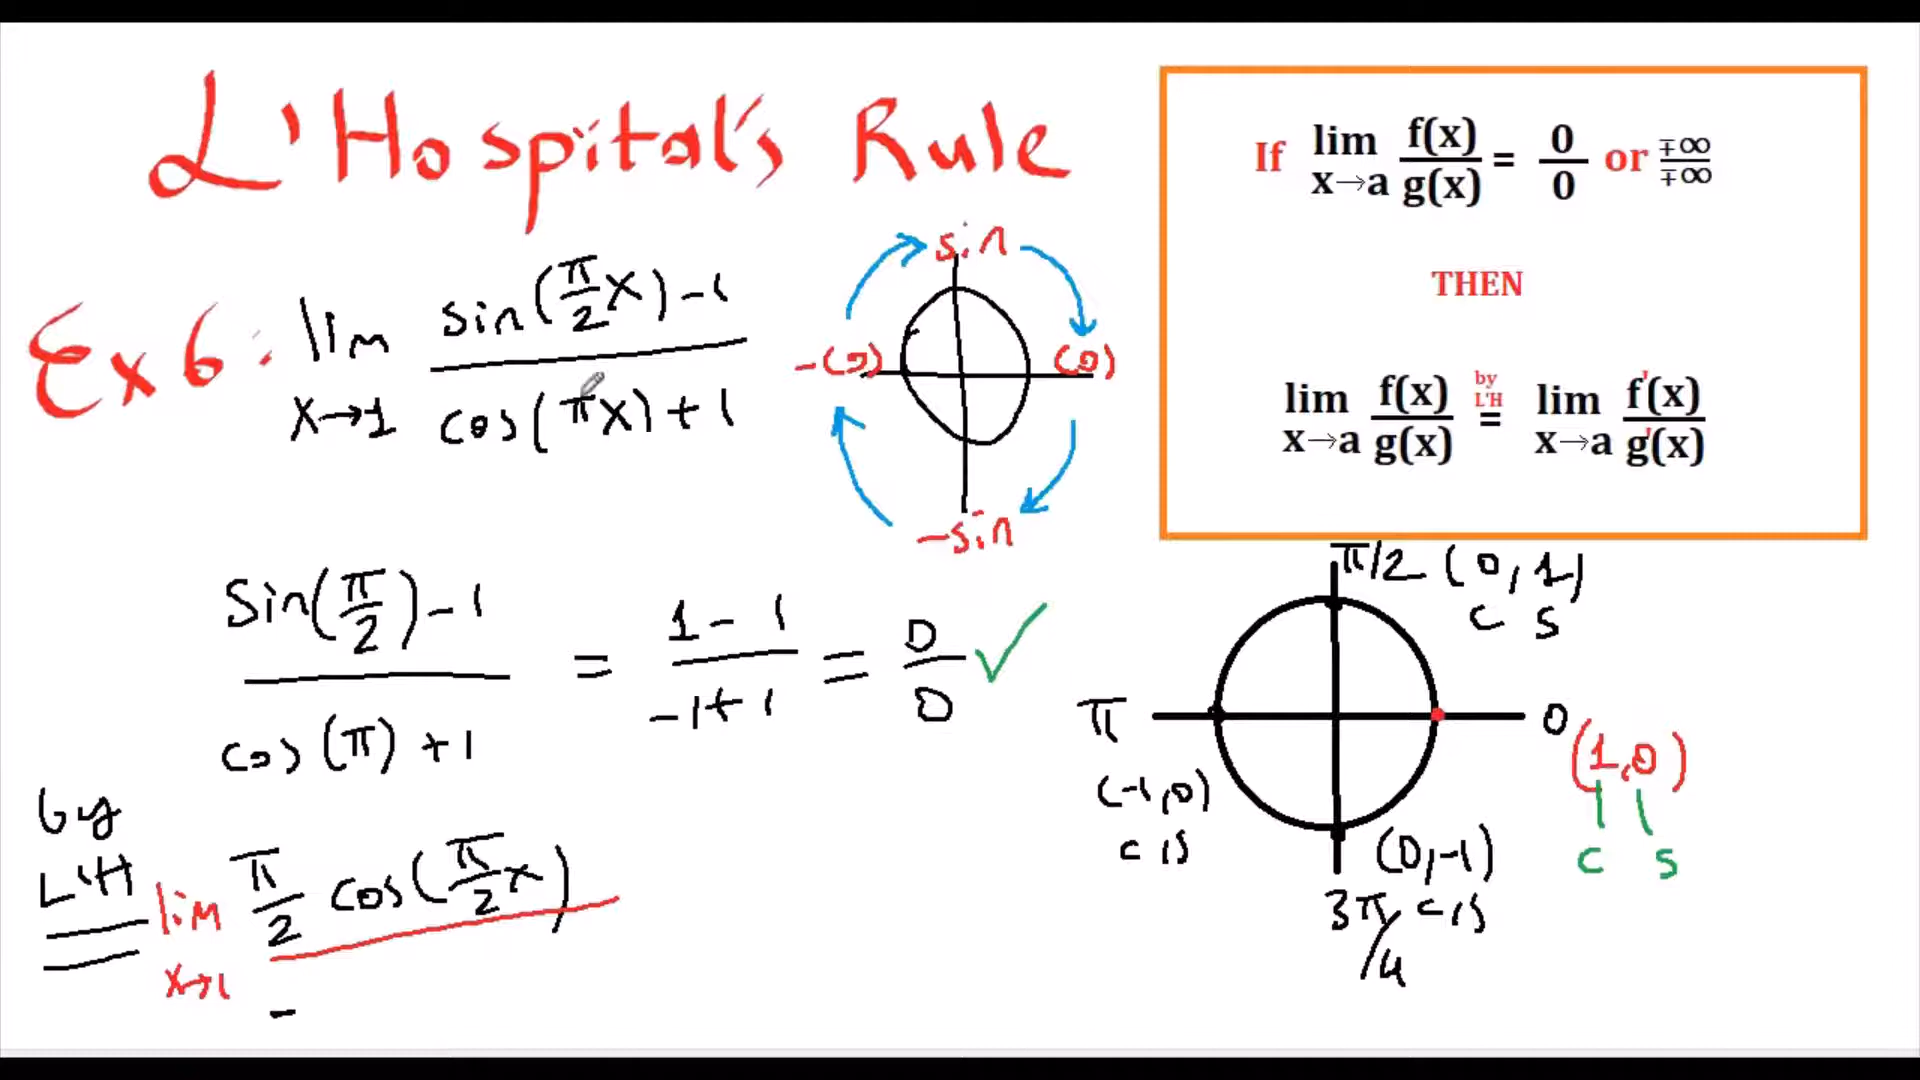 L'Hospital's Rule
Ex 6: lim x→1 sin(π/2 x) - 1 / cos(πx) + 1
sin
-(ɔ) (ɔ)
-sin
If lim x→a f(x)/g(x) = 0/0 or ∓∞/∓∞
THEN
lim x→a f(x)/g(x) by L'H = lim x→a f'(x)/g'(x)
Sin(π/2) - 1 / cos(π) + 1 = 1 - 1 / -1 + 1 = 0/0 ✓
by
L'H
= lim x→1 π/2 cos(π/2 x) / -
π/2 (0, 1)
c s
π
0
(1, 0)
c s
(-1, 0)
c , s
(0, -1)
3π/4 c , s